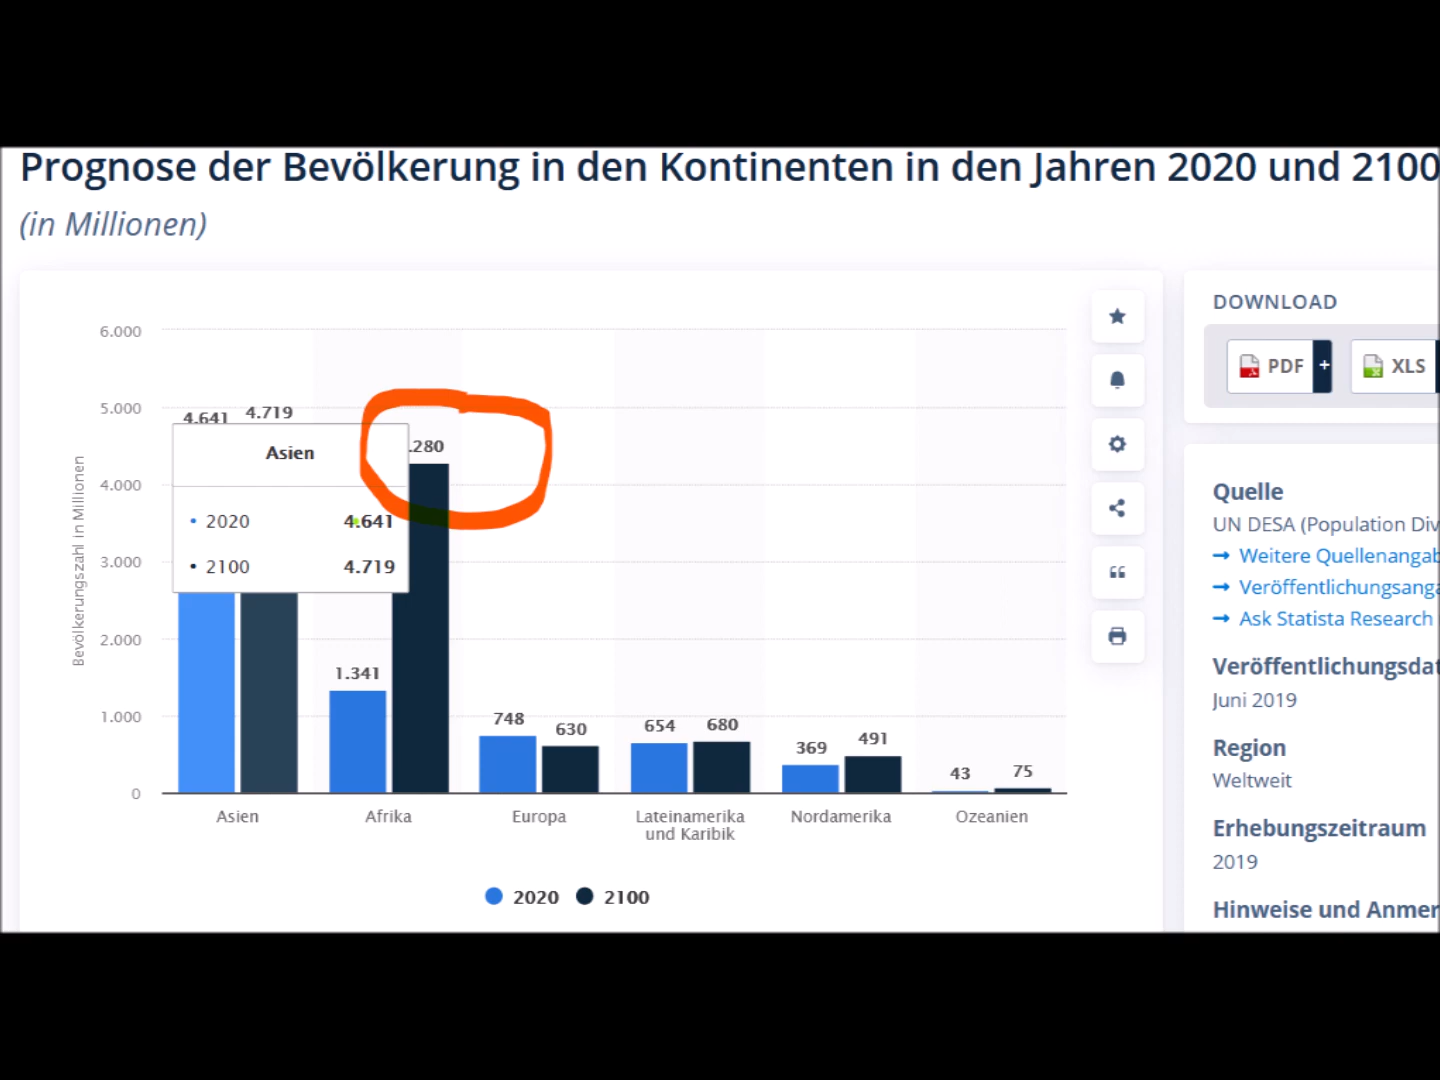 Prognose der Bevölkerung in den Kontinenten in den Jahren 2020 und 2100
(in Millionen)
DOWNLOAD
PDF +
XLS
6.000
5.000
4.000
3.000
2.000
1.000
0
Bevölkerungszahl in Millionen
4.641
4.719
Asien
2020 4.641
2100 4.719
.280
1.341
748
630
654
680
369
491
43
75
Asien
Afrika
Europa
Lateinamerika
und Karibik
Nordamerika
Ozeanien
2020
2100
Quelle
UN DESA (Population Div
→ Weitere Quellenangab
→ Veröffentlichungsanga
→ Ask Statista Research
Veröffentlichungsdat
Juni 2019
Region
Weltweit
Erhebungszeitraum
2019
Hinweise und Anmer